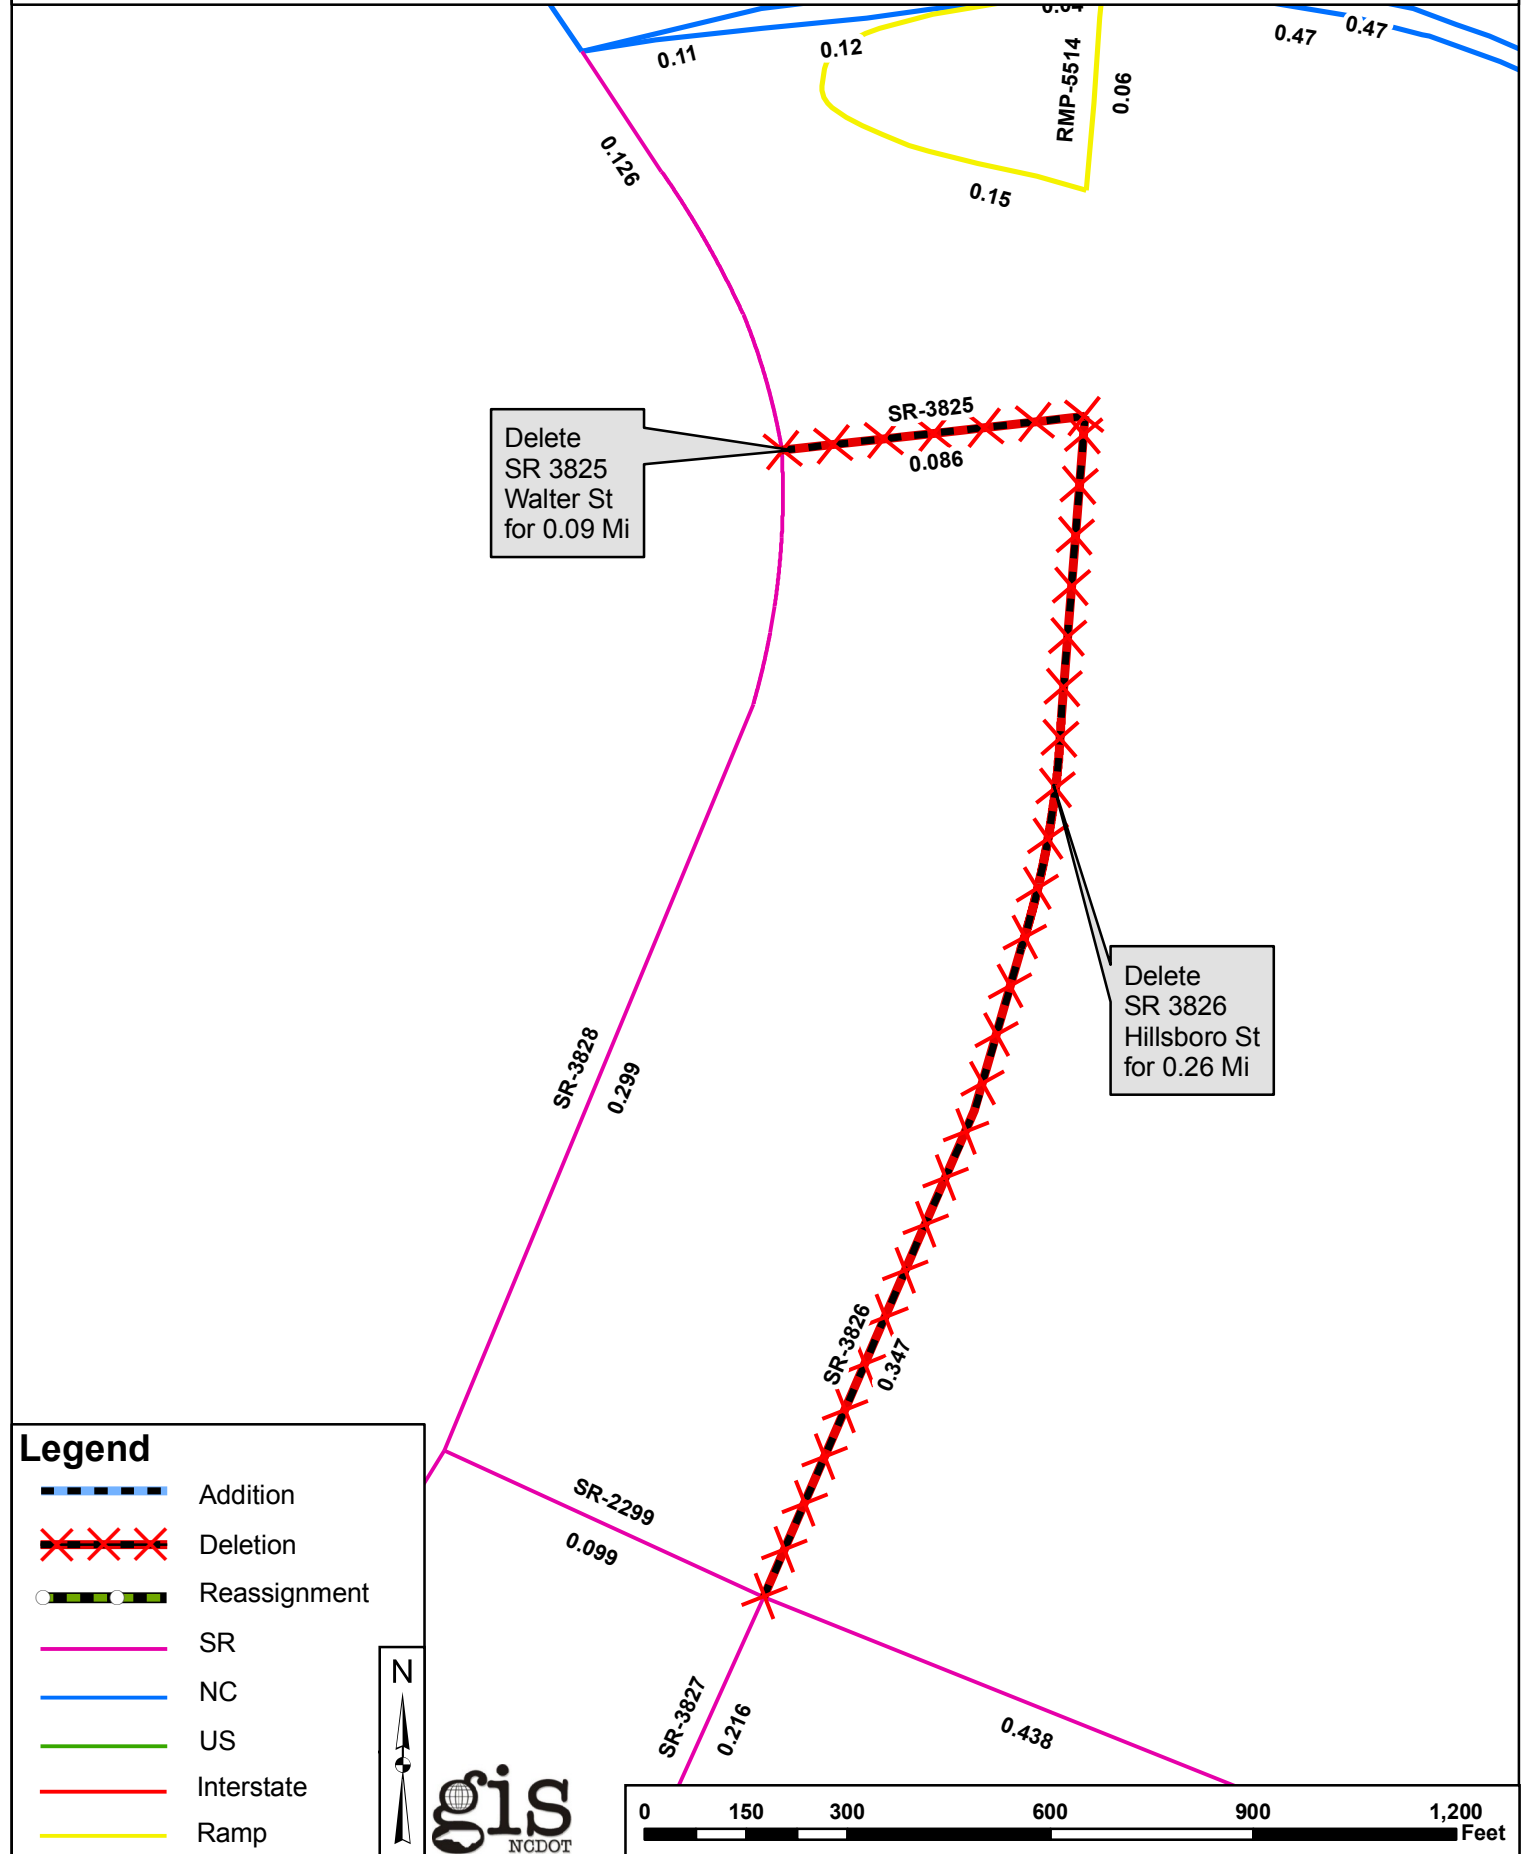 0.04
0.47
0.47
0.11
0.12
RMP-5514
0.06
0.126
0.15
SR-3825
0.086
Delete
SR 3825
Walter St
for 0.09 Mi
Delete
SR 3826
Hillsboro St
for 0.26 Mi
SR-3828
0.299
SR-3826
0.347
SR-2299
0.099
SR-3827
0.216
0.438
Legend
Addition
Deletion
Reassignment
SR
NC
US
Interstate
Ramp
N
gis
NCDOT
0 150 300 600 900 1,200
Feet